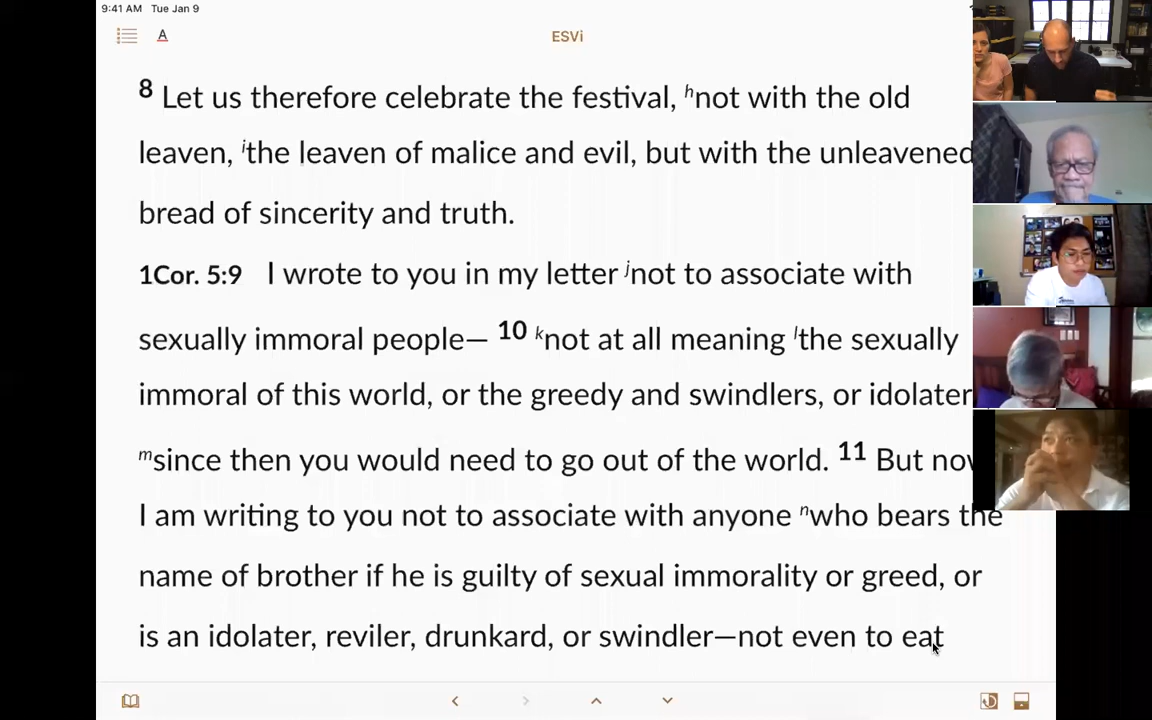 9:41 AM Tue Jan 9
A
ESVi
8 Let us therefore celebrate the festival, hnot with the old
leaven, ithe leaven of malice and evil, but with the unleavened
bread of sincerity and truth.
1Cor. 5:9 I wrote to you in my letter jnot to associate with
sexually immoral people— 10 knot at all meaning lthe sexually
immoral of this world, or the greedy and swindlers, or idolater
msince then you would need to go out of the world. 11 But now
I am writing to you not to associate with anyone nwho bears the
name of brother if he is guilty of sexual immorality or greed, or
is an idolater, reviler, drunkard, or swindler—not even to eat